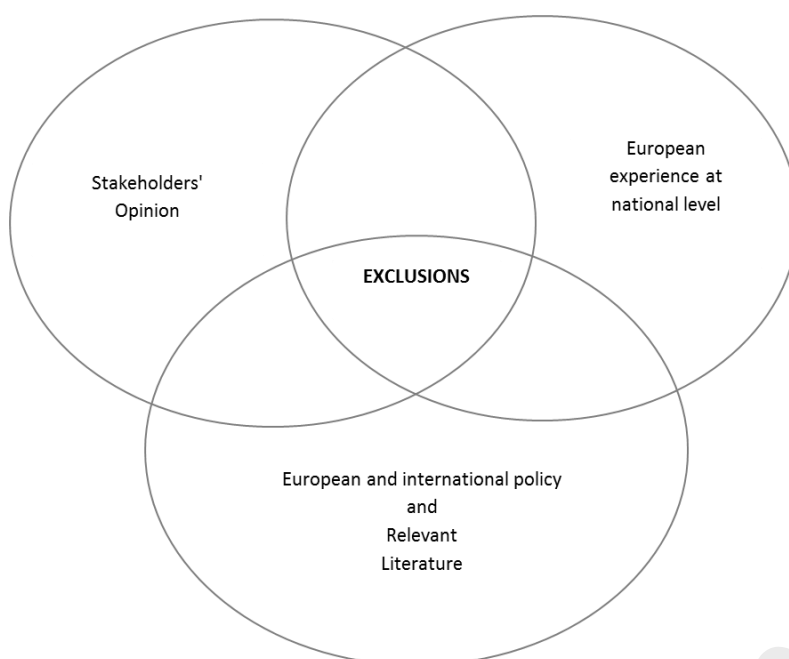 Stakeholders'
Opinion
European
experience at
national level
EXCLUSIONS
European and international policy
and
Relevant
Literature